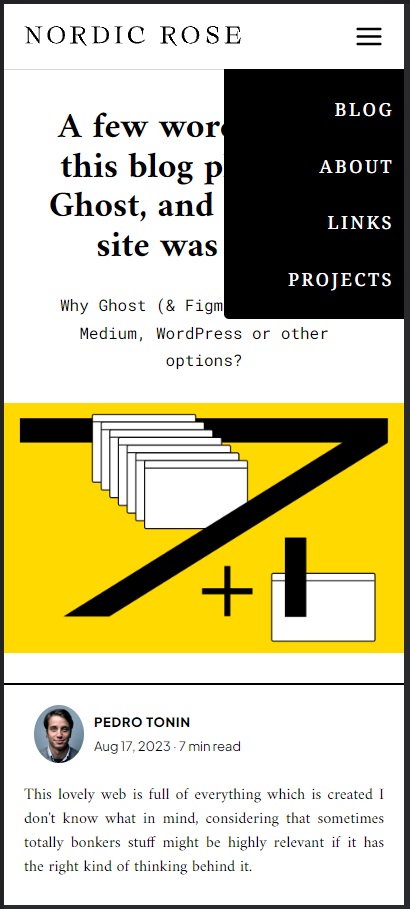 NORDIC ROSE
BLOG
ABOUT
LINKS
PROJECTS
A few
this blog
Ghost, and
site was
Why Ghost (&
Medium, WordPress or other
options?
PEDRO TONIN
Aug 17, 2023 · 7 min read
This lovely web is full of everything which is created I
don't know what in mind, considering that sometimes
totally bonkers stuff might be highly relevant if it has
the right kind of thinking behind it.